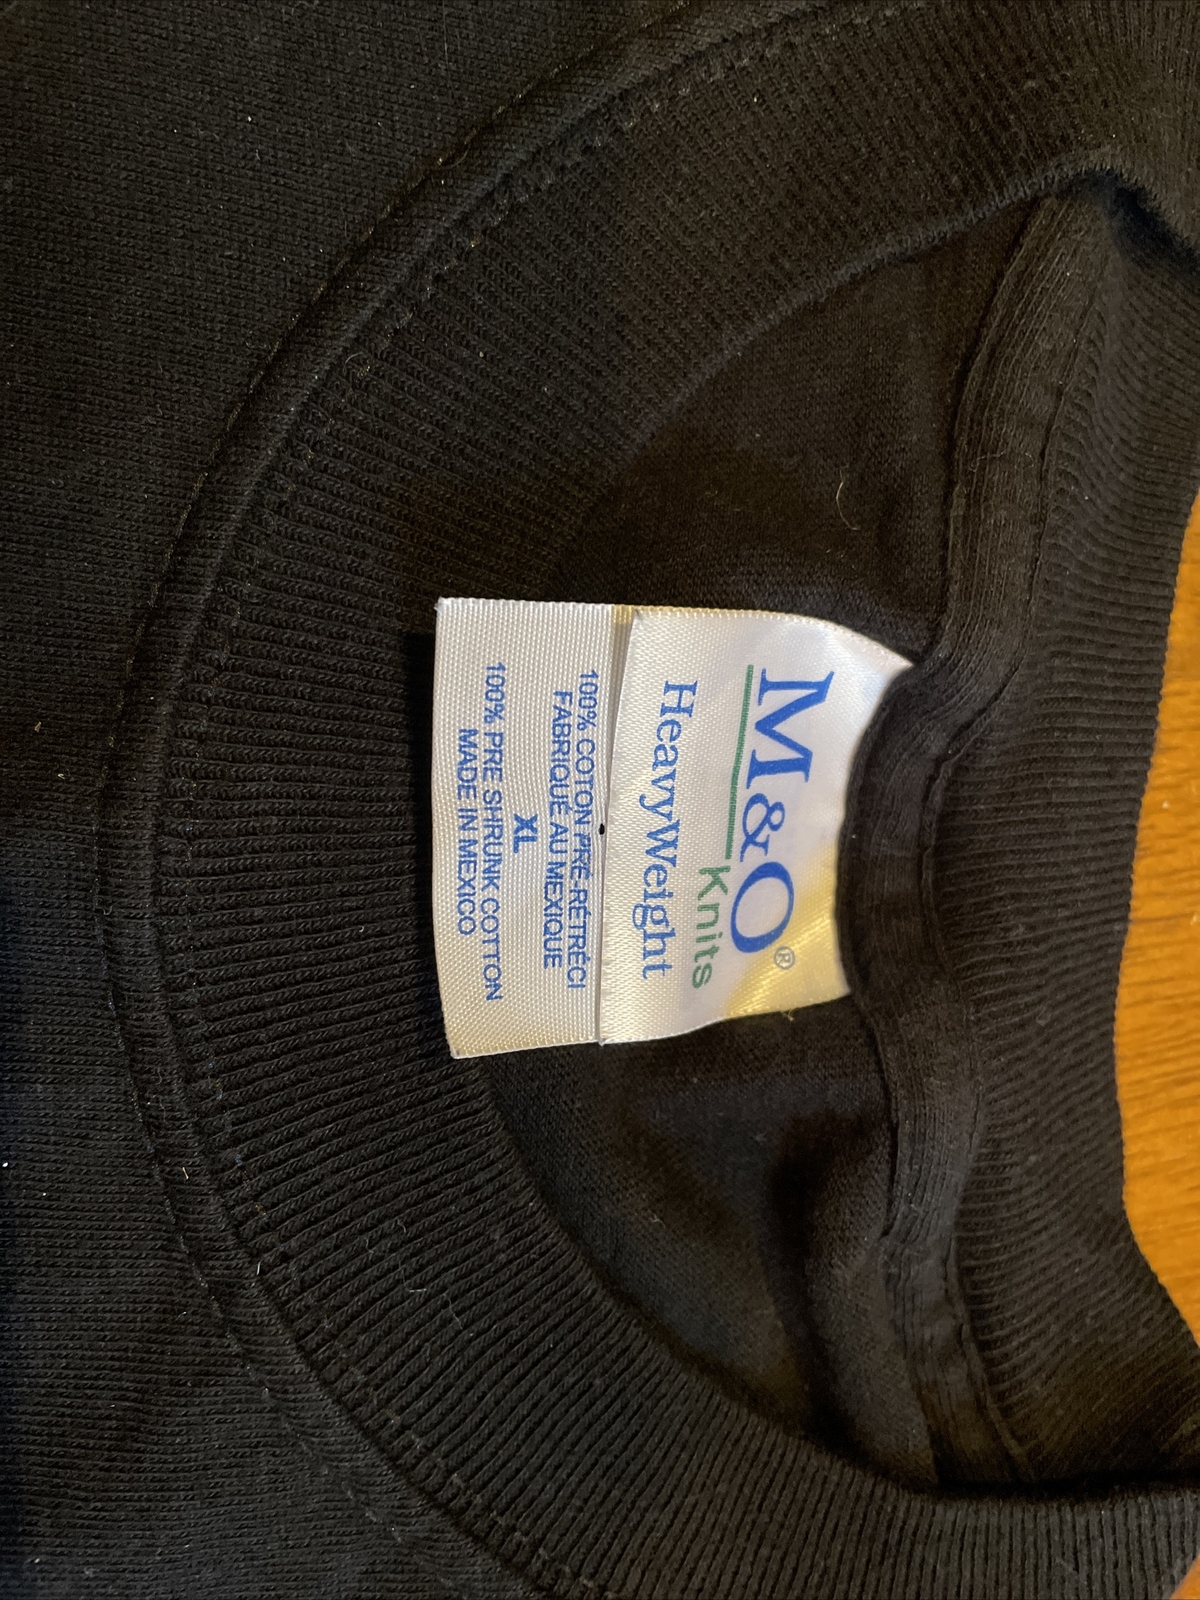 M&O®
Knits
HeavyWeight
100% COTON PRÉ-RÉTRÉCI
FABRIQUÉ AU MEXIQUE
XL
100% PRE SHRUNK COTTON
MADE IN MEXICO